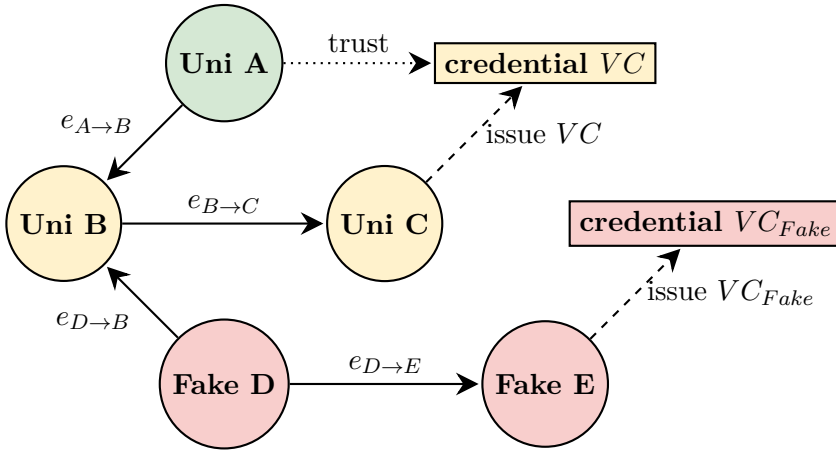 Uni A
trust
credential VC
e_{A→B}
issue VC
Uni B
e_{B→C}
Uni C
credential VC_{Fake}
e_{D→B}
issue VC_{Fake}
Fake D
e_{D→E}
Fake E